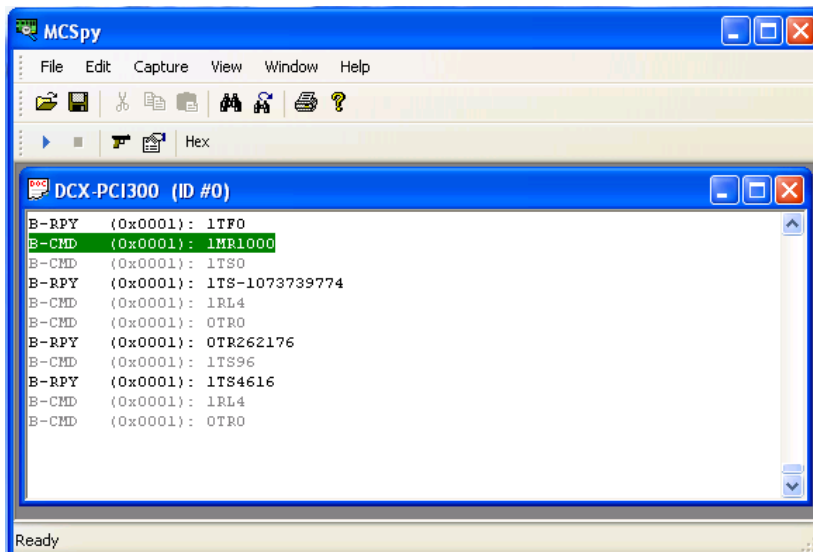 MCSpy
File Edit Capture View Window Help
Hex
DCX-PCI300 (ID #0)
B-RPY (0x0001): 1TF0
B-CMD (0x0001): 1MR1000
B-CMD (0x0001): 1TS0
B-RPY (0x0001): 1TS-1073739774
B-CMD (0x0001): 1RL4
B-CMD (0x0001): 0TR0
B-RPY (0x0001): 0TR262176
B-CMD (0x0001): 1TS96
B-RPY (0x0001): 1TS4616
B-CMD (0x0001): 1RL4
B-CMD (0x0001): 0TR0
Ready